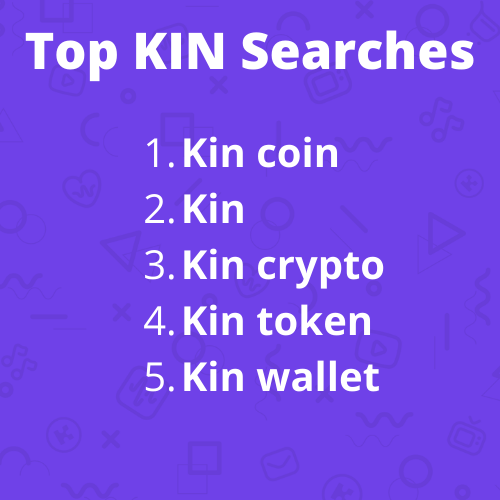 Top KIN Searches
1. Kin coin
2. Kin
3. Kin crypto
4. Kin token
5. Kin wallet